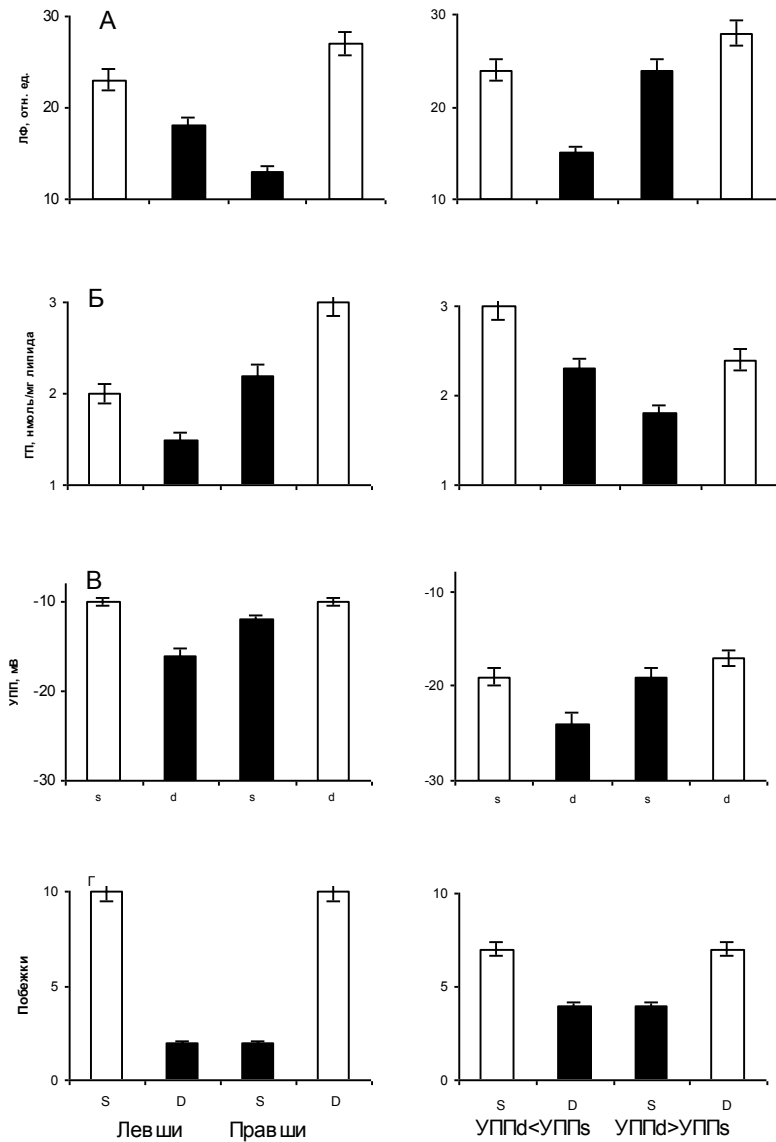 А
ЛФ, отн. ед.
30
20
10
30
20
10
Б
ГП, нмоль/мг липида
3
2
1
3
2
1
В
УПП, мВ
-10
-20
-30
s d s d
-10
-20
-30
s d s d
Г
Побежки
10
5
0
S D S D
Левши Правши
10
5
0
S D S D
УППd<УППs УППd>УППs